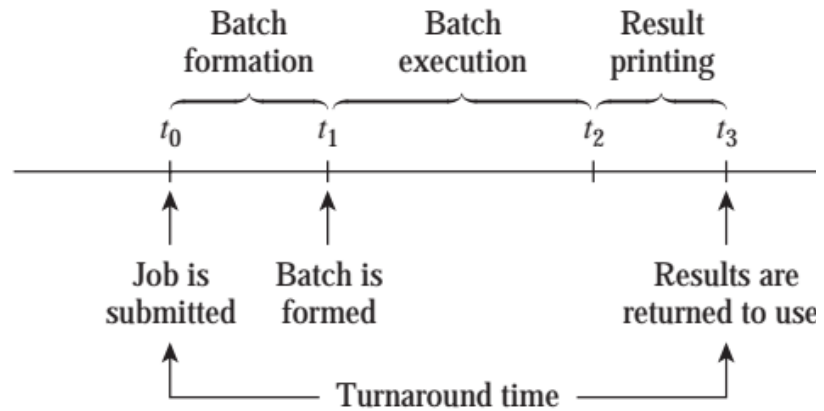 Batch
formation
Batch
execution
Result
printing
t0
t1
t2
t3
Job is
submitted
Batch is
formed
Results are
returned to use
Turnaround time